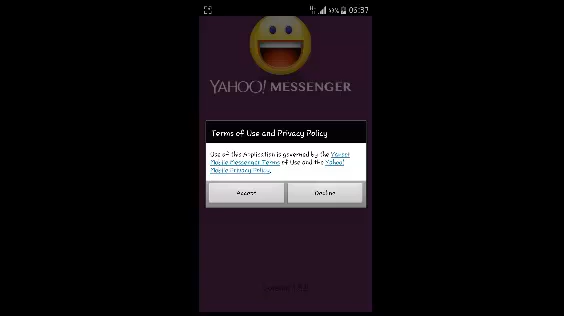 06:37
YAHOO! MESSENGER
Terms of Use and Privacy Policy
Use of this Application is governed by the Yahoo!
Mobile Messenger Terms of Use and the Yahoo!
Mobile Privacy Policy.
Accept
Decline